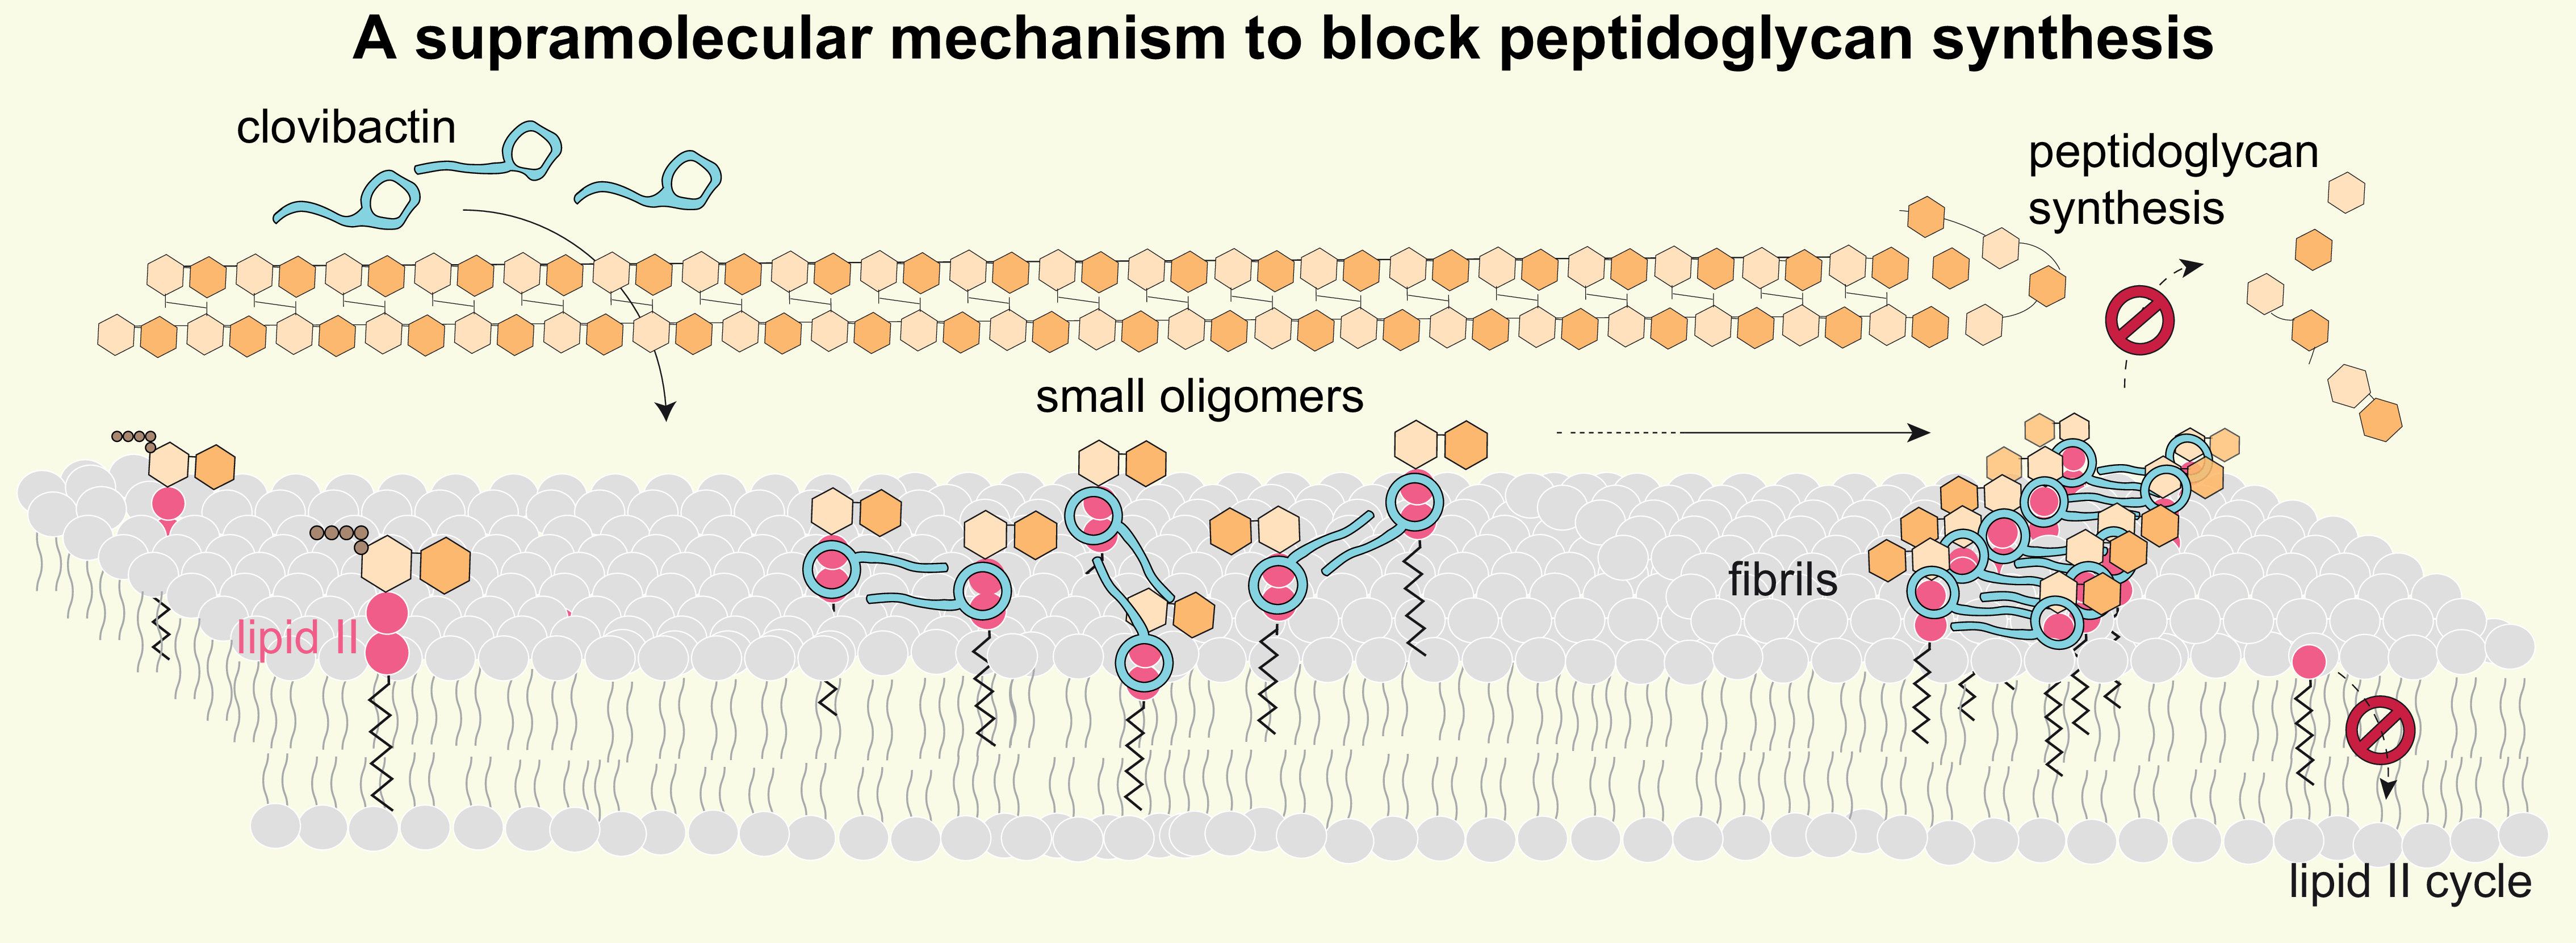 A supramolecular mechanism to block peptidoglycan synthesis
clovibactin
peptidoglycan
synthesis
small oligomers
fibrils
lipid II
lipid II cycle